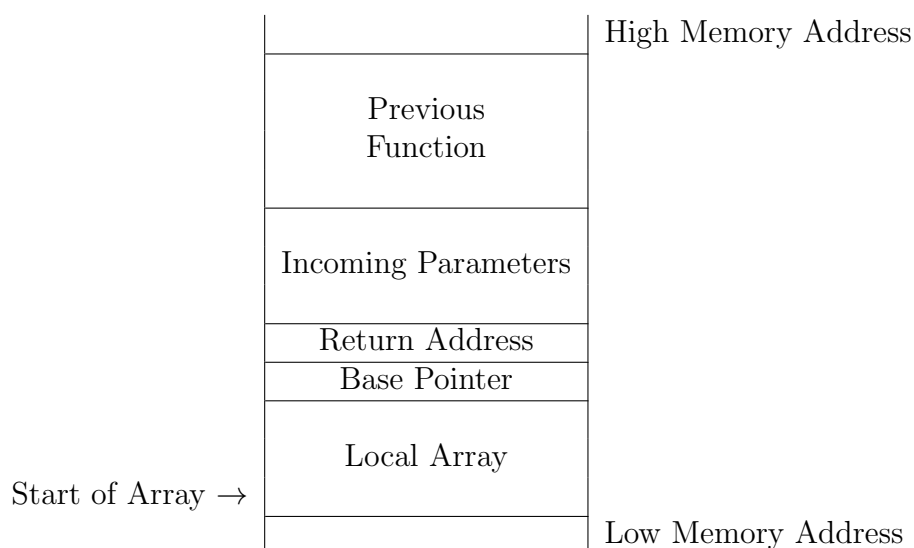 High Memory Address
Previous
Function
Incoming Parameters
Return Address
Base Pointer
Local Array
Start of Array →
Low Memory Address